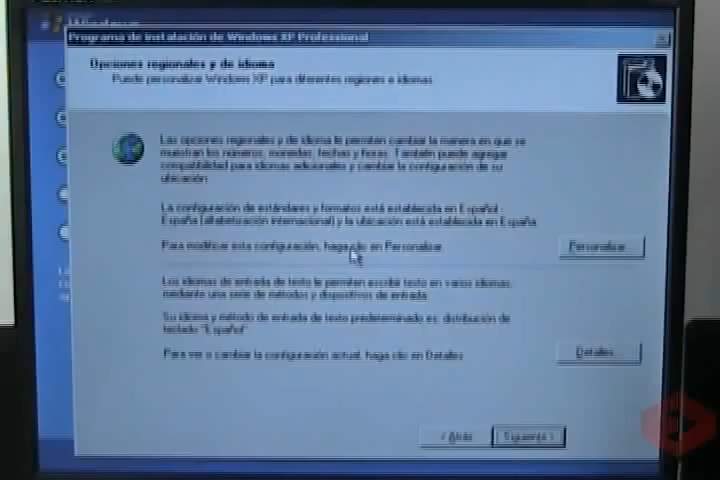 Windows
Programa de instalación de Windows XP Professional
Opciones regionales y de idioma
Puede personalizar Windows XP para diferentes regiones e idiomas.
Las opciones regionales y de idioma le permiten cambiar la manera en que se
muestran los números, monedas, fechas y horas. También puede agregar
compatibilidad para idiomas adicionales y cambiar la configuración de su
ubicación.
La configuración de estándares y formatos está establecida en Español -
España (alfabetización internacional) y la ubicación está establecida en España.
Para modificar esta configuración, haga clic en Personalizar.
Personalizar...
Los idiomas de entrada de texto le permiten escribir texto en varios idiomas,
mediante una serie de métodos y dispositivos de entrada.
Su idioma y método de entrada de texto predeterminado es: distribución de
teclado "Español"
Para ver o cambiar la configuración actual, haga clic en Detalles.
Detalles...
< Atrás
Siguiente >